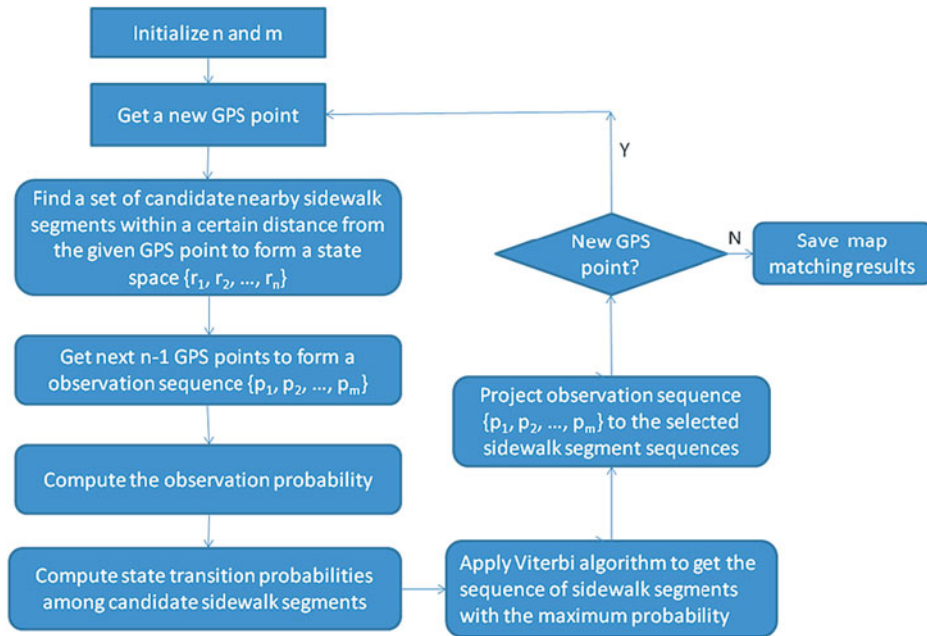 Initialize n and m
Get a new GPS point
Find a set of candidate nearby sidewalk
segments within a certain distance from
the given GPS point to form a state
space {r₁, r₂, ..., rₙ}
Get next n-1 GPS points to form a
observation sequence {p₁, p₂, ..., pₘ}
Compute the observation probability
Compute state transition probabilities
among candidate sidewalk segments
Apply Viterbi algorithm to get the
sequence of sidewalk segments
with the maximum probability
Project observation sequence
{p₁, p₂, ..., pₘ} to the selected
sidewalk segment sequences
New GPS
point?
Y
N
Save map
matching results